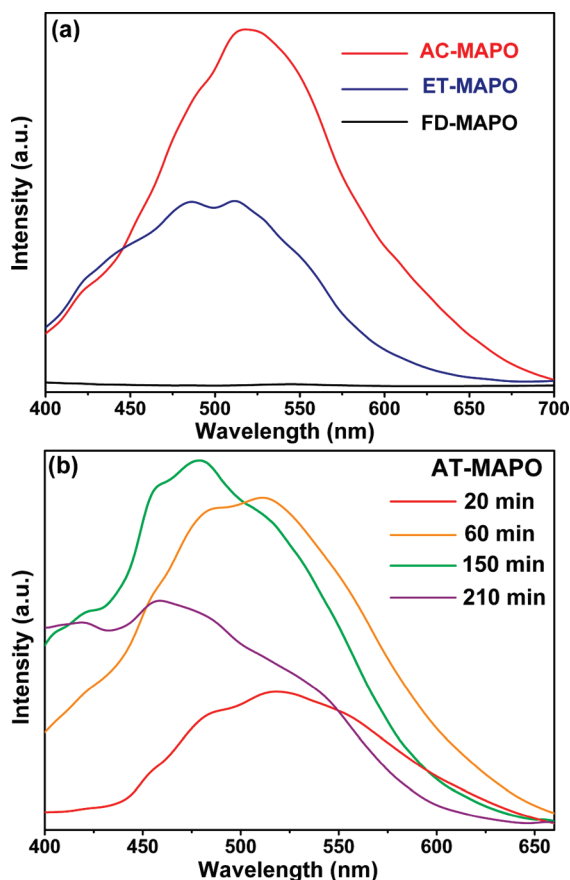 (a)
AC-MAPO
ET-MAPO
FD-MAPO
Intensity (a.u.)
400 450 500 550 600 650 700
Wavelength (nm)
(b)
AT-MAPO
20 min
60 min
150 min
210 min
Intensity (a.u.)
400 450 500 550 600 650
Wavelength (nm)